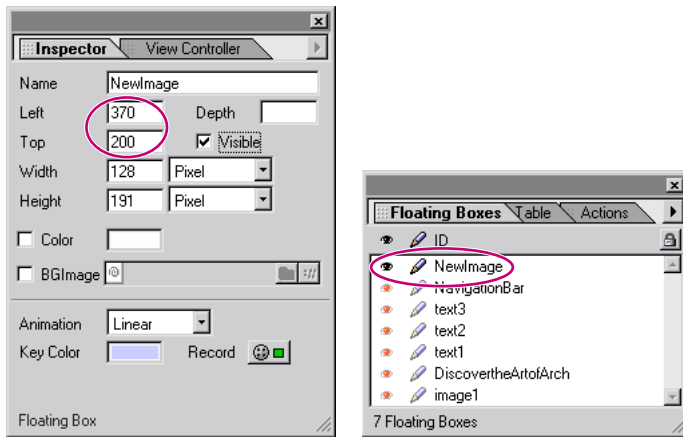 Inspector View Controller
Name NewImage
Left 370 Depth
Top 200 Visible
Width 128 Pixel
Height 191 Pixel
Color
BGImage
Animation Linear
Key Color Record
Floating Box
Floating Boxes Table Actions
ID
NewImage
NavigationBar
text3
text2
text1
DiscovertheArtofArch
image1
7 Floating Boxes